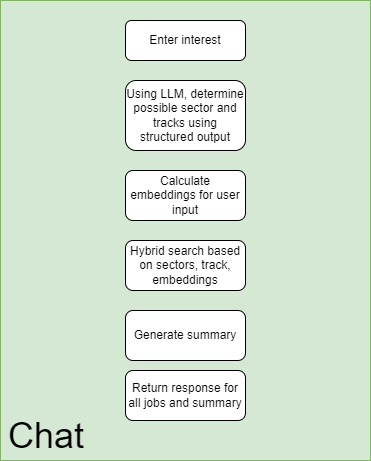 Enter interest
Using LLM, determine
possible sector and
tracks using
structured output
Calculate
embeddings for user
input
Hybrid search based
on sectors, track,
embeddings
Generate summary
Return response for
all jobs and summary
Chat